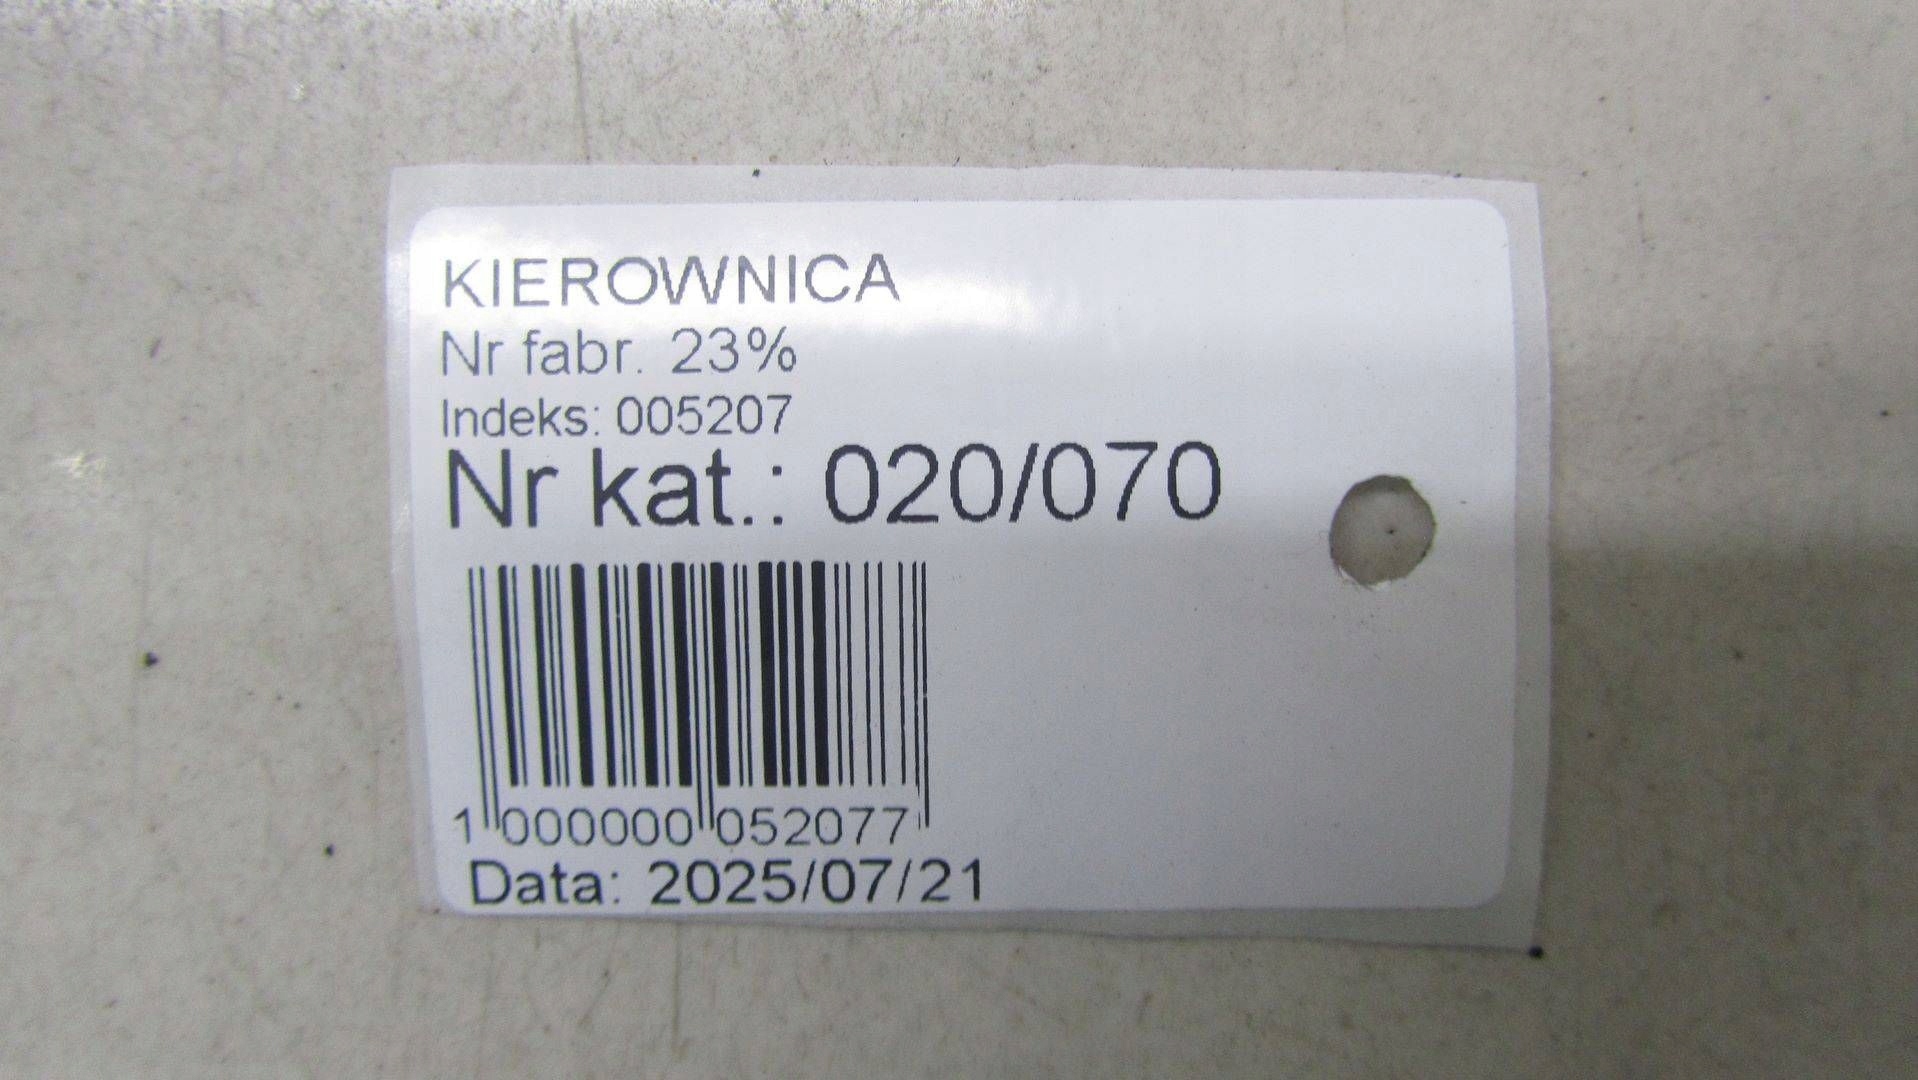 KIEROWNICA
Nr fabr. 23%
Indeks: 005207
Nr kat.: 020/070
1 000000 052077
Data: 2025/07/21